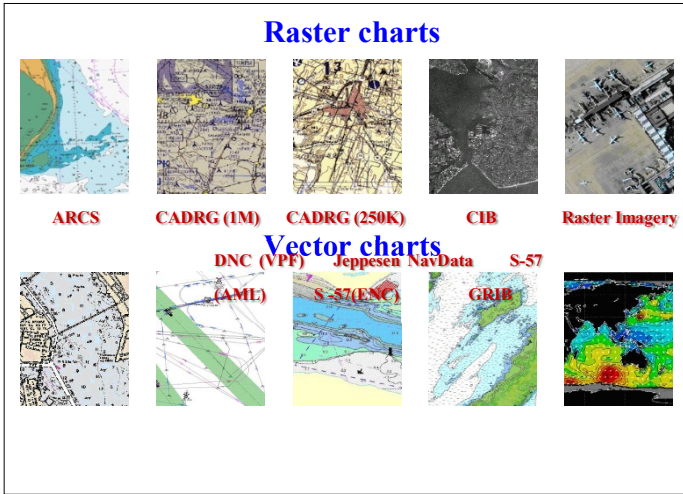 Raster charts
ARCS CADRG (1M) CADRG (250K) CIB Raster Imagery
Vector charts
DNC (VPF) Jeppesen NavData S-57
(AML) S -57(ENC) GRIB